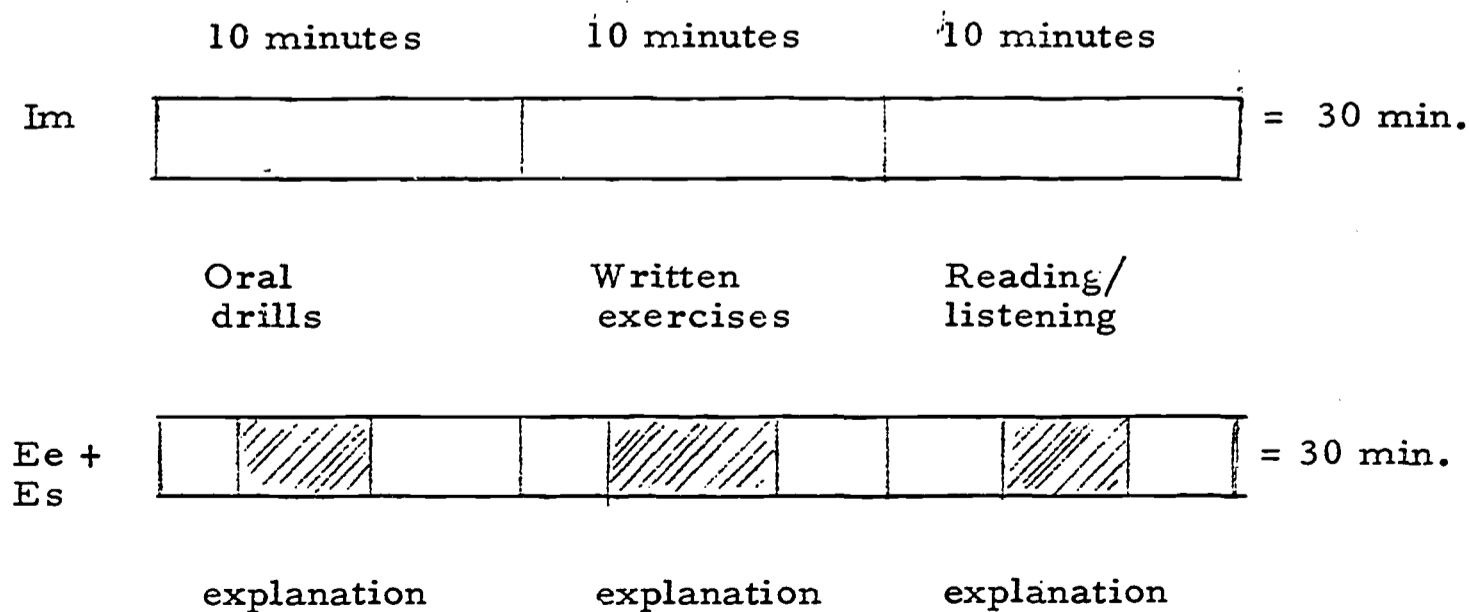 10 minutes 10 minutes 10 minutes
Im = 30 min.
Oral Written Reading/
drills exercises listening
Ee + = 30 min.
Es
explanation explanation explanation